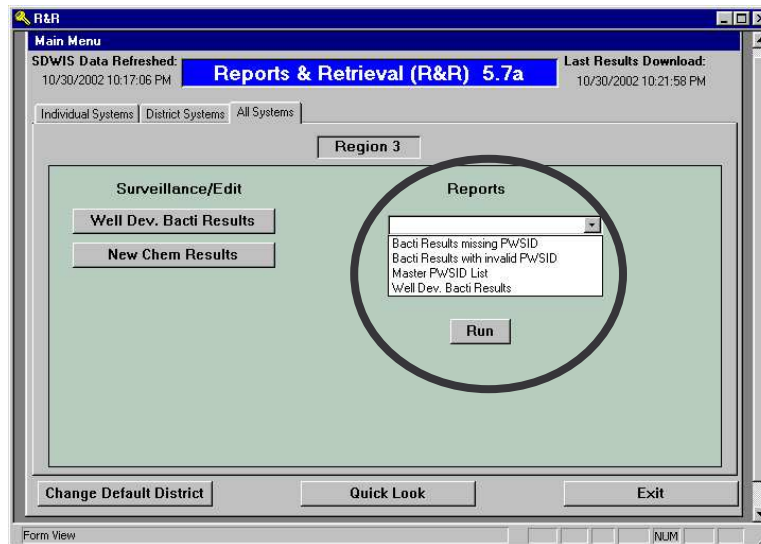 R&R
Main Menu
SDWIS Data Refreshed:
10/30/2002 10:17:06 PM
Reports & Retrieval (R&R) 5.7a
Last Results Download:
10/30/2002 10:21:58 PM
Individual Systems District Systems All Systems
Region 3
Surveillance/Edit
Well Dev. Bacti Results
New Chem Results
Reports
Bacti Results missing PWSID
Bacti Results with invalid PWSID
Master PWSID List
Well Dev. Bacti Results
Run
Change Default District
Quick Look
Exit
Form View
NUM